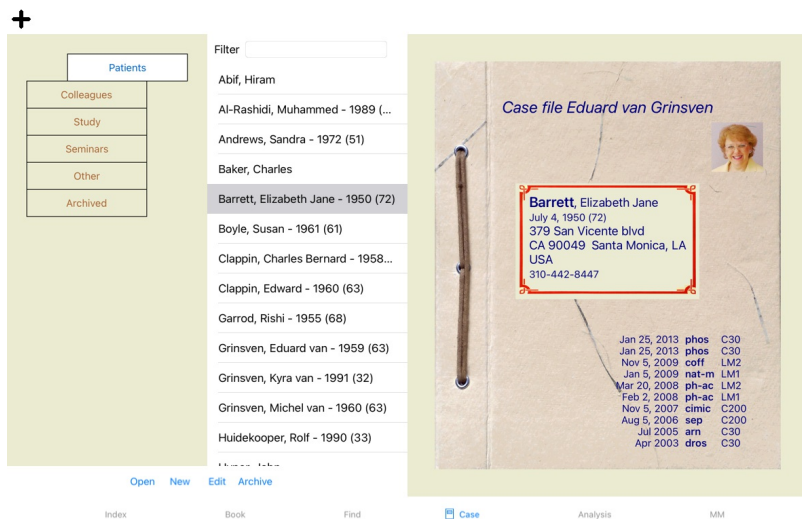 Patients
Colleagues
Study
Seminars
Other
Archived
Filter
Abif, Hiram
Al-Rashidi, Muhammed - 1989 (...
Andrews, Sandra - 1972 (51)
Baker, Charles
Barrett, Elizabeth Jane - 1950 (72)
Boyle, Susan - 1961 (61)
Clappin, Charles Bernard - 1958...
Clappin, Edward - 1960 (63)
Garrod, Rishi - 1955 (68)
Grinsven, Eduard van - 1959 (63)
Grinsven, Kyra van - 1991 (32)
Grinsven, Michel van - 1960 (63)
Huidekooper, Rolf - 1990 (33)
Open New Edit Archive
Case file Eduard van Grinsven
Barrett, Elizabeth Jane
July 4, 1950 (72)
379 San Vicente blvd
CA 90049 Santa Monica, LA
USA
310-442-8447
Jan 25, 2013 phos C30
Jan 25, 2013 phos C30
Nov 5, 2009 coff LM2
Jan 5, 2009 nat-m LM1
Mar 20, 2008 ph-ac LM2
Feb 2, 2008 ph-ac LM1
Nov 5, 2007 cimic C200
Aug 5, 2006 sep C200
Jul 2005 arn C30
Apr 2003 dros C30
Index Book Find Case Analysis MM